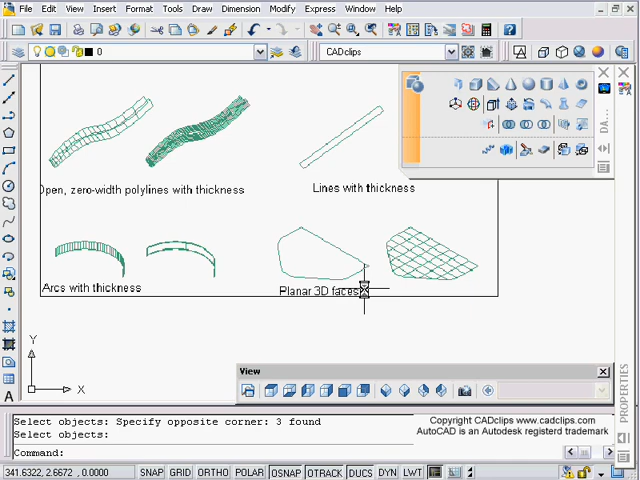 File Edit View Insert Format Tools Draw Dimension Modify Express Window Help
0
CADclips
DA...
Open, zero-width polylines with thickness
Lines with thickness
Arcs with thickness
Planar 3D faces
Y
X
View
PROPERTIES
Select objects: Specify opposite corner: 3 found
Select objects:
Command:
Copyright CADclips www.cadclips.com
AutoCAD is an Autodesk registerd trademark
341.6322, 2.6672 , 0.0000 SNAP GRID ORTHO POLAR OSNAP OTRACK DUCS DYN LWT